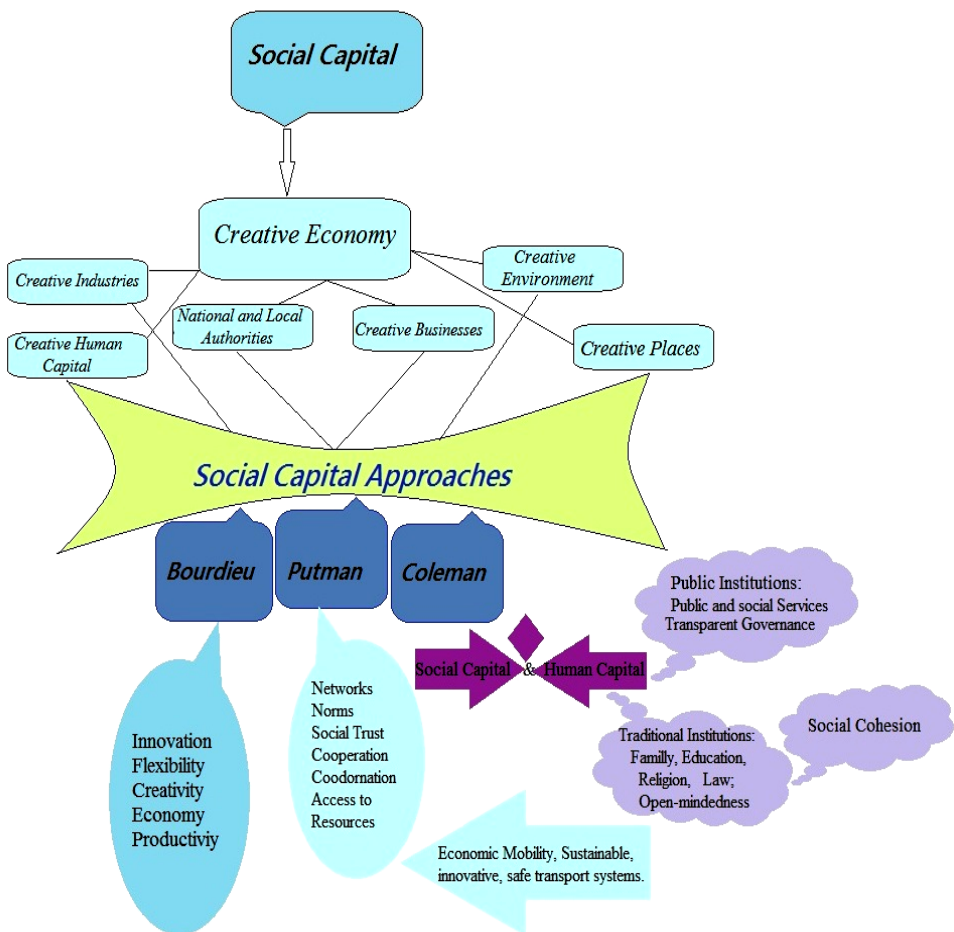 Social Capital
Creative Economy
Creative Industries
Creative Human
Capital
National and Local
Authorities
Creative Businesses
Creative
Environment
Creative Places
Social Capital Approaches
Bourdieu
Putman
Coleman
Innovation
Flexibility
Creativity
Economy
Productiviy
Networks
Norms
Social Trust
Cooperation
Coodornation
Access to
Resources
Social Capital & Human Capital
Public Institutions:
Public and social Services
Transparent Governance
Traditional Institutions:
Familly, Education,
Religion, Law;
Open-mindedness
Social Cohesion
Economic Mobility, Sustainable,
innovative, safe transport systems.